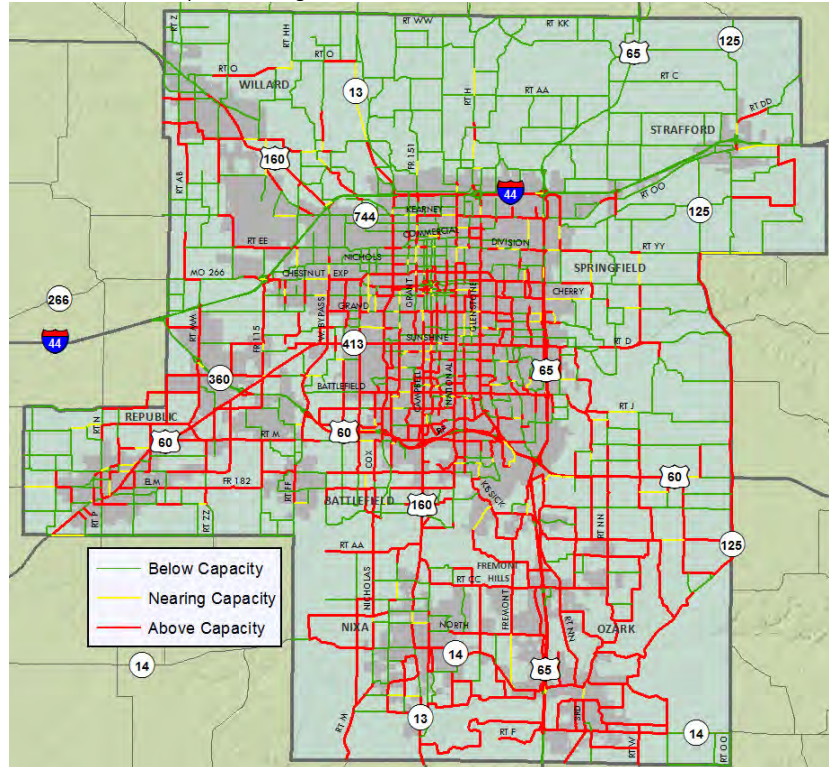 RT Z
RT HH
RT WW
RT KK
125
65
RT O
RT O
RT C
WILLARD
13
RT H
RT AA
RT DD
STRAFFORD
160
FR 151
RT AB
44
RT OO
744
KEARNEY
125
COMMERCIAL
RT EE
DIVISION
NICHOLS
RT YY
SPRINGFIELD
MO 266
CHESTNUT EXP
266
GRANT
GLENSTONE
CHERRY
GRAND
RT MM
FR 115
W. BYPASS
44
413
SUNSHINE
RT D
65
360
BATTLEFIELD
CAMPBELL
NATIONAL
RT N
REPUBLIC
RT J
60
RT M
60
COX
ELM
FR 182
RT FF
60
KISSICK
BATTLEFIELD
160
RT P
RT ZZ
RT NN
125
RT AA
Below Capacity
Nearing Capacity
Above Capacity
NICHOLAS
RT CC
FREMONT
HILLS
FREMONT
NIXA
NORTH
RT NN
OZARK
14
14
65
RT M
13
3RD
RT F
RT W
14
RT OO